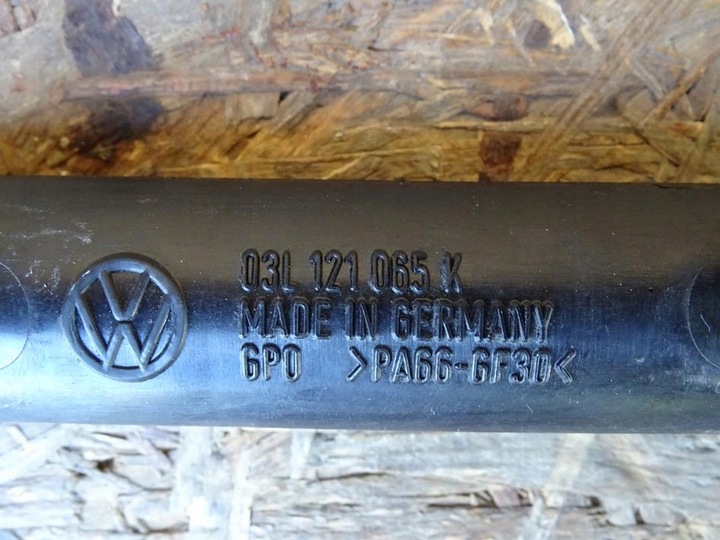 03L 121 065 K
MADE IN GERMANY
GPO >PA66-GF30<